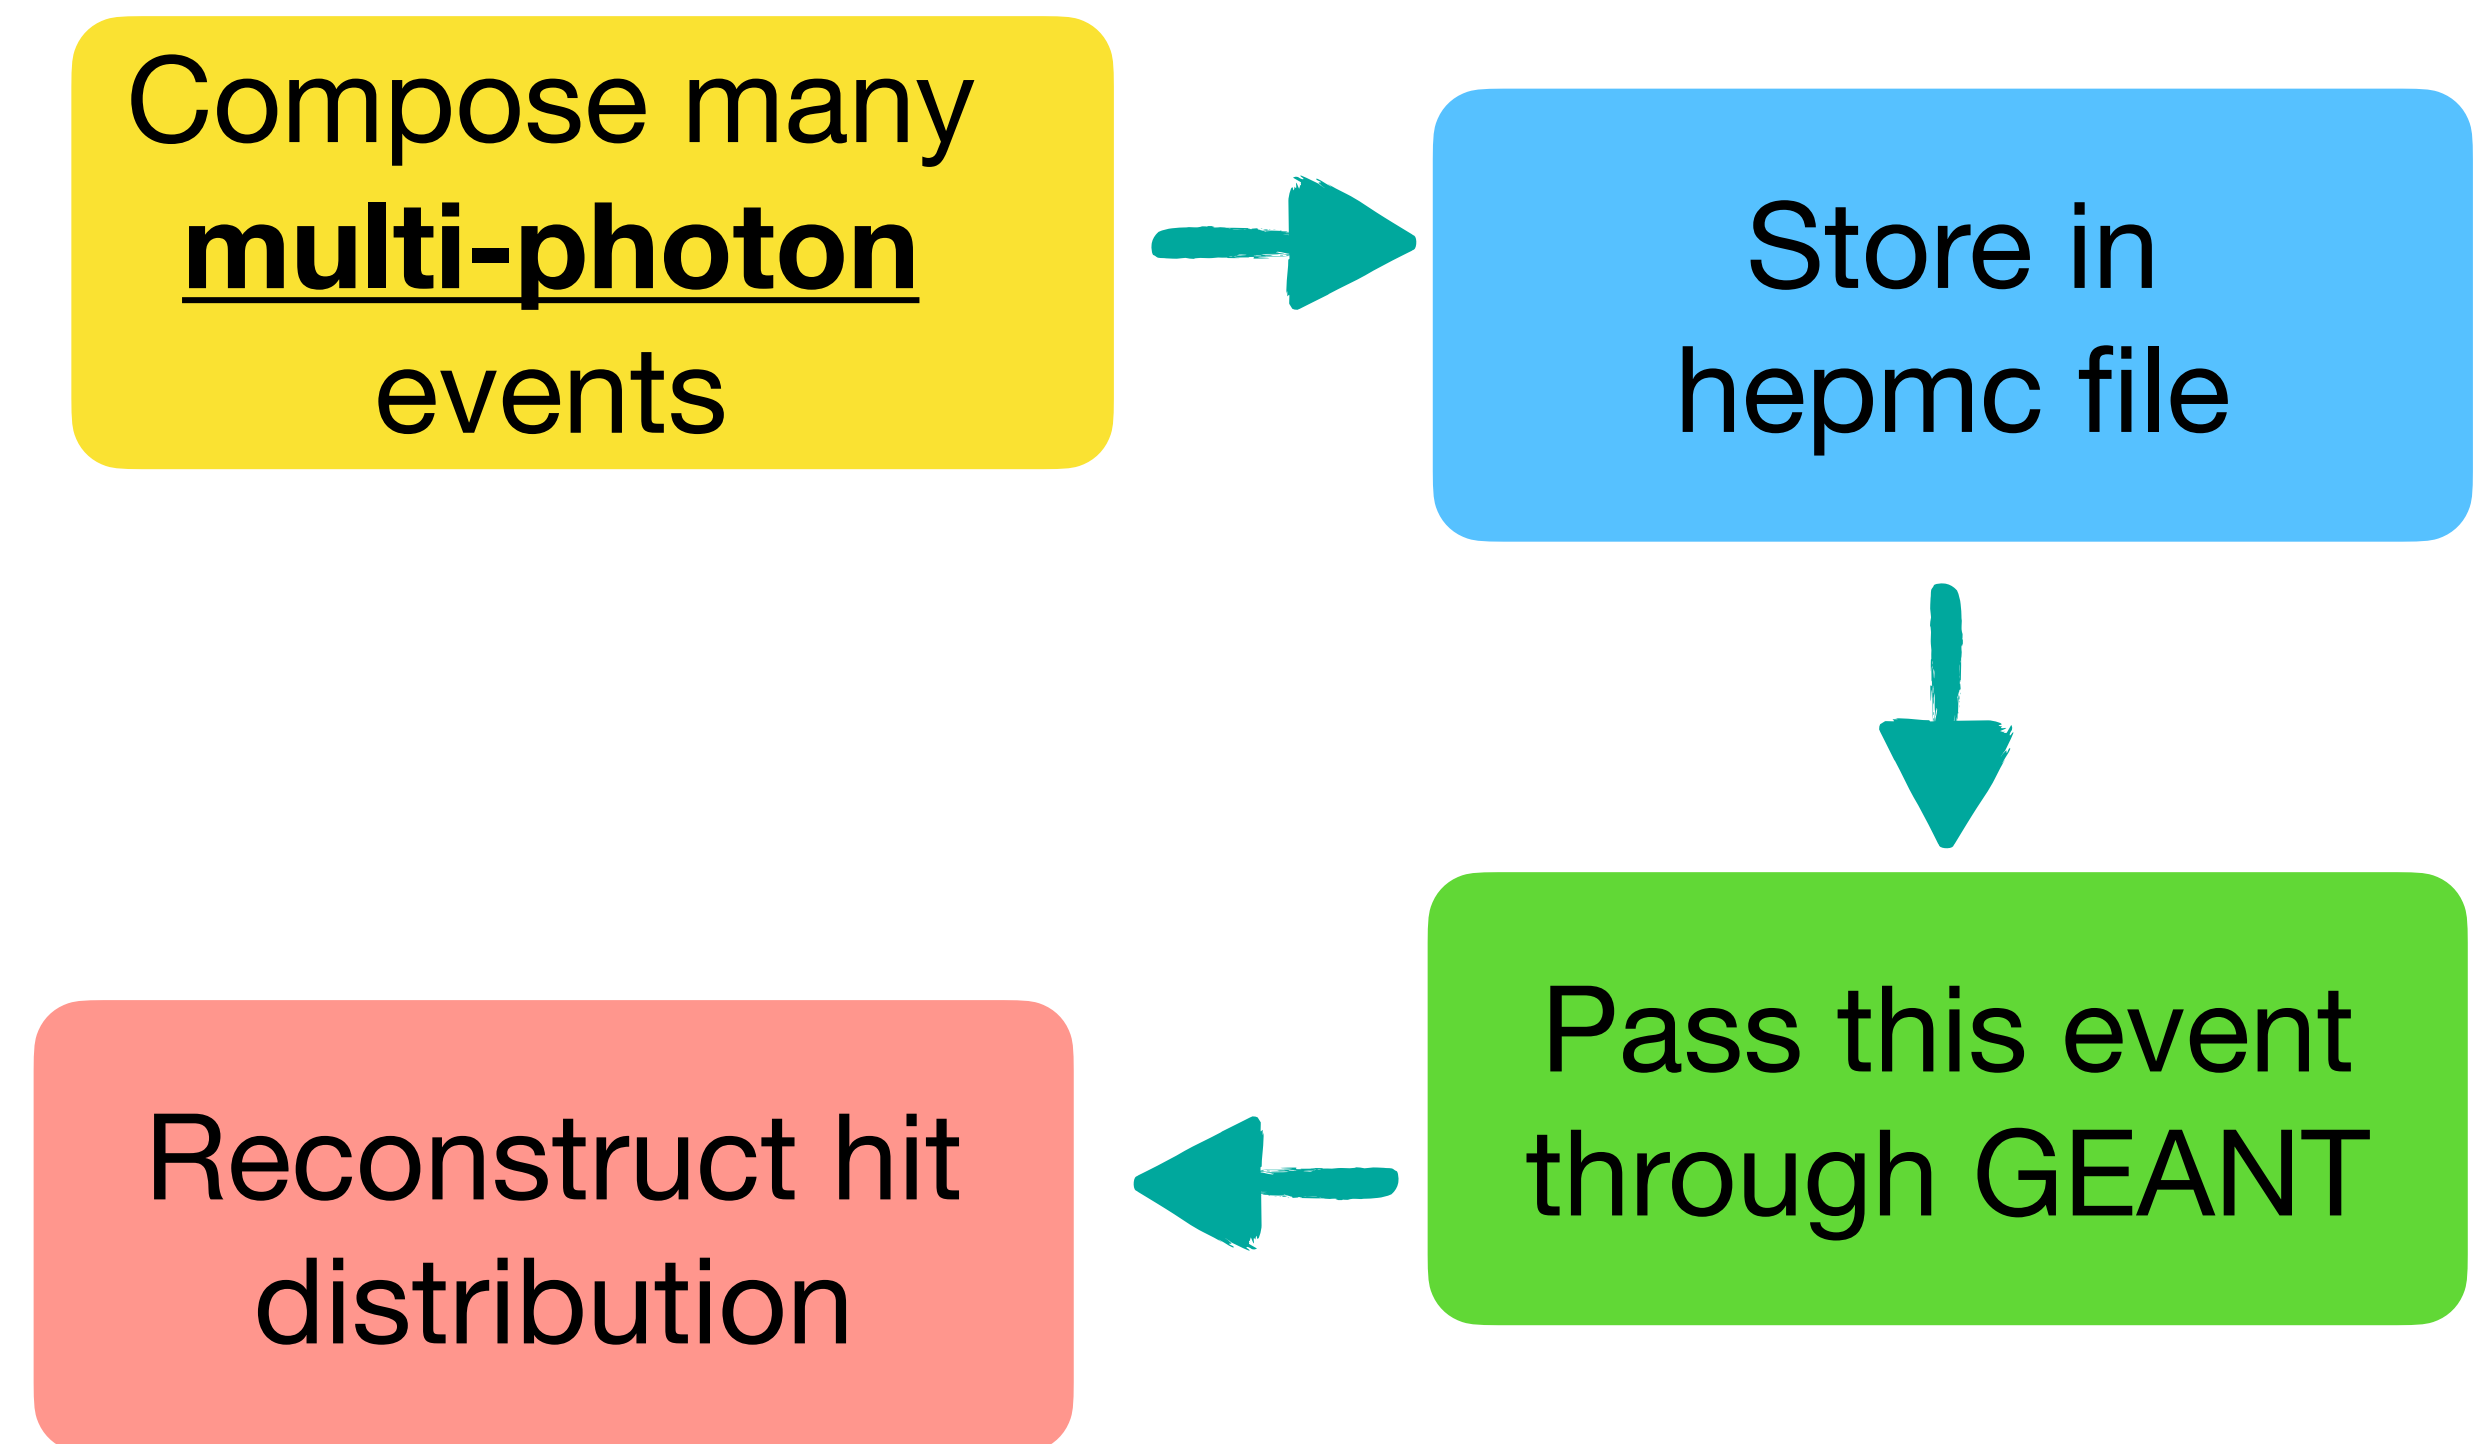 Compose many
multi-photon
events
Store in
hepmc file
Pass this event
through GEANT
Reconstruct hit
distribution